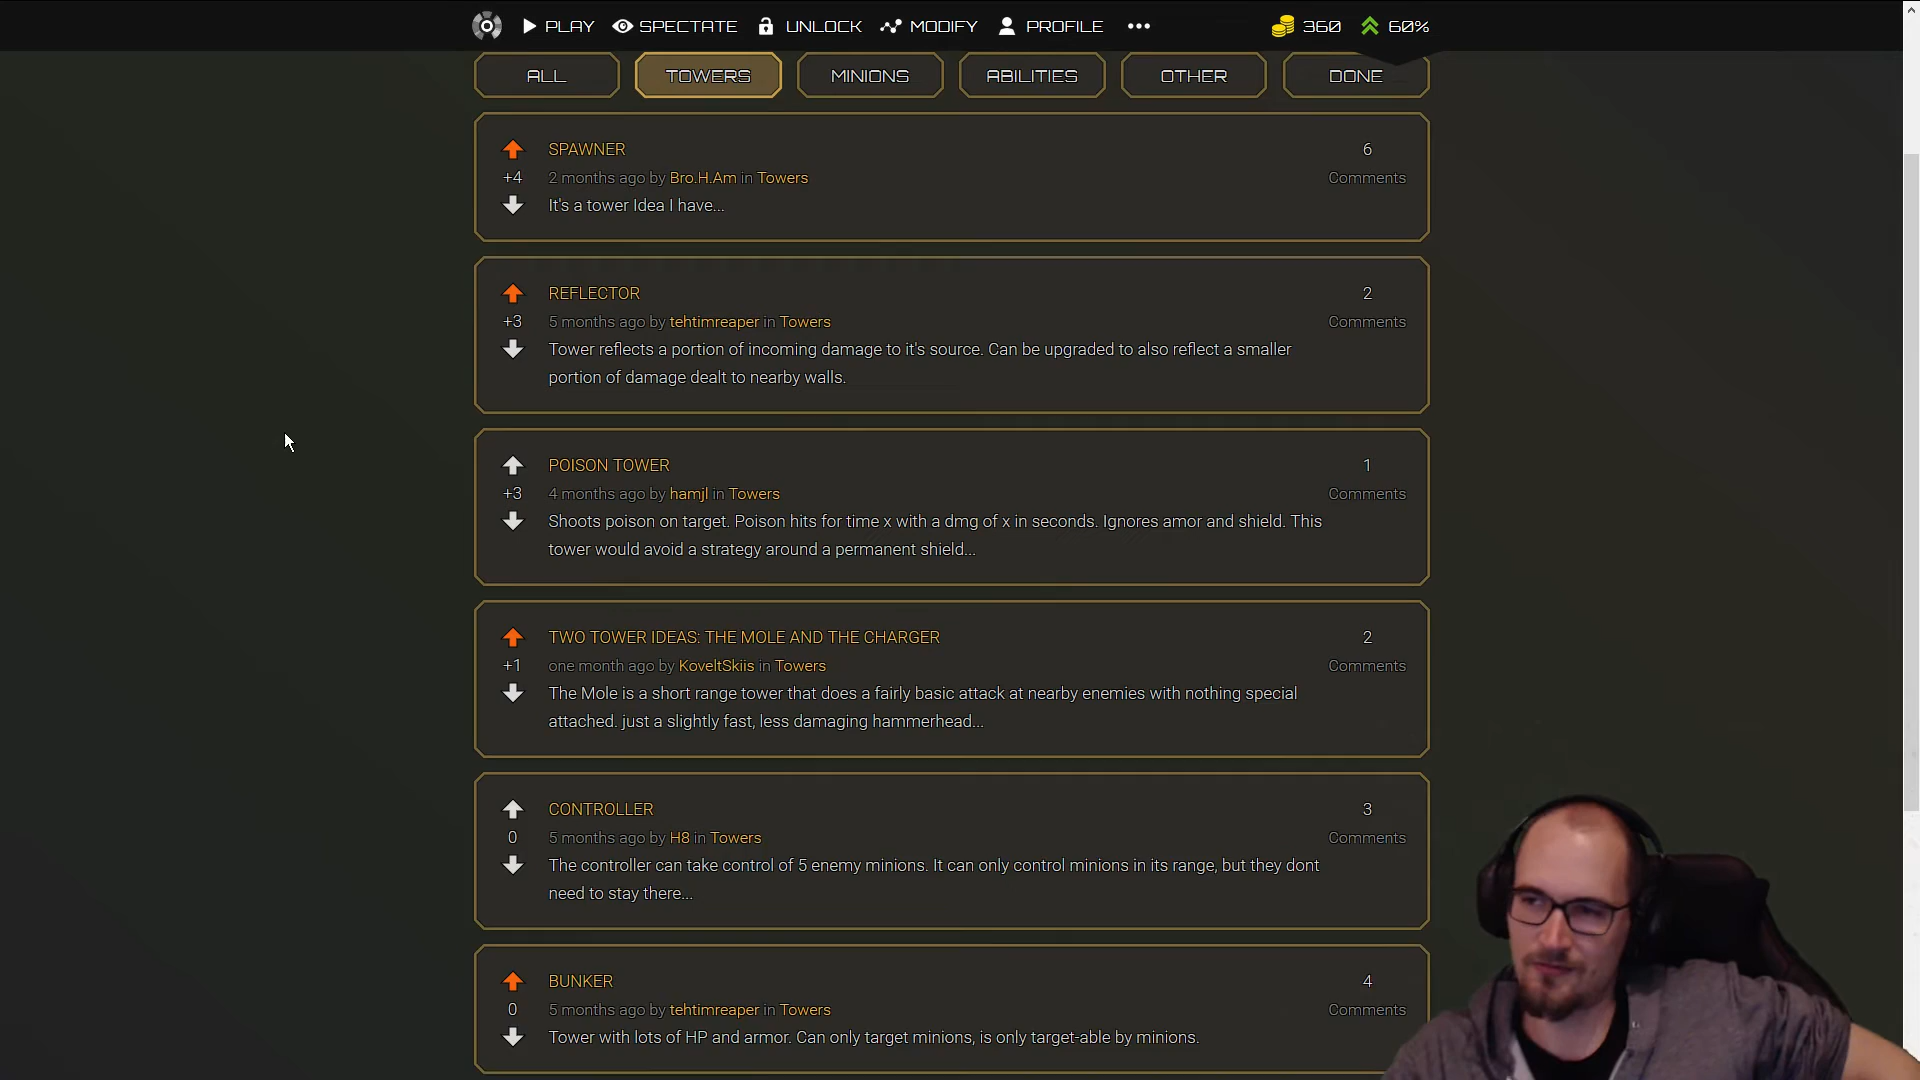 PLAY SPECTATE UNLOCK MODIFY PROFILE ••• 360 60%
ALL TOWERS MINIONS ABILITIES OTHER DONE
SPAWNER 6
+4 2 months ago by Bro.H.Am in Towers Comments
It's a tower Idea I have...
REFLECTOR 2
+3 5 months ago by tehtimreaper in Towers Comments
Tower reflects a portion of incoming damage to it's source. Can be upgraded to also reflect a smaller
portion of damage dealt to nearby walls.
POISON TOWER 1
+3 4 months ago by hamjl in Towers Comments
Shoots poison on target. Poison hits for time x with a dmg of x in seconds. Ignores amor and shield. This
tower would avoid a strategy around a permanent shield...
TWO TOWER IDEAS: THE MOLE AND THE CHARGER 2
+1 one month ago by KoveltSkiis in Towers Comments
The Mole is a short range tower that does a fairly basic attack at nearby enemies with nothing special
attached. just a slightly fast, less damaging hammerhead...
CONTROLLER 3
0 5 months ago by H8 in Towers Comments
The controller can take control of 5 enemy minions. It can only control minions in its range, but they dont
need to stay there...
BUNKER 4
0 5 months ago by tehtimreaper in Towers Comments
Tower with lots of HP and armor. Can only target minions, is only target-able by minions.